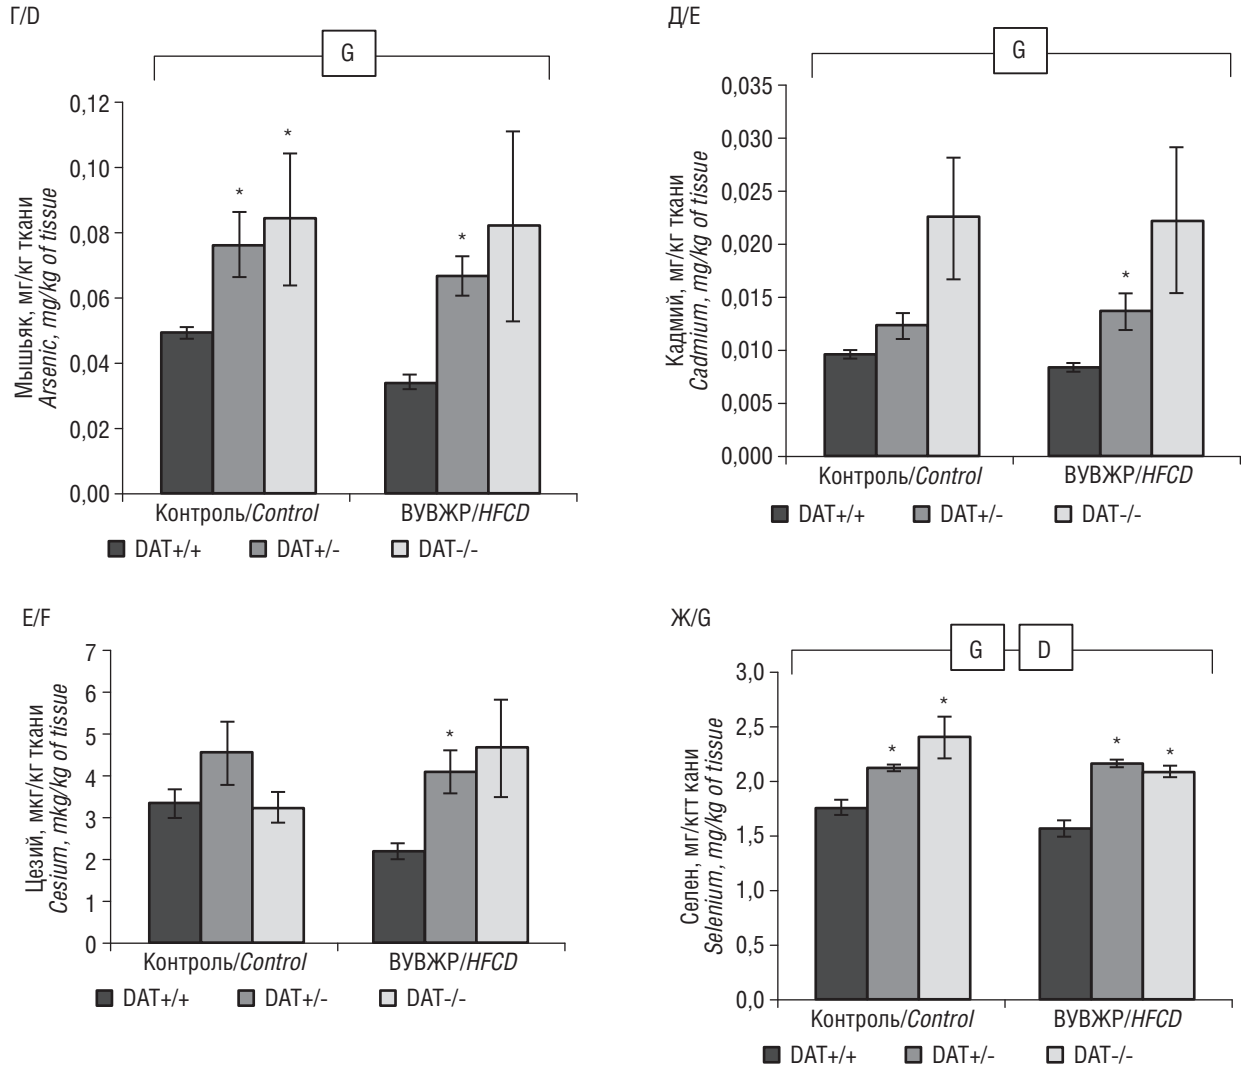 Г/D
G
Мышьяк, мг/кг ткани
Arsenic, mg/kg of tissue
0,12
0,10
0,08
0,06
0,04
0,02
0,00
* * *
Контроль/Control ВУВЖР/HFCD
DAT+/+ DAT+/- DAT-/-
Д/E
G
Кадмий, мг/кг ткани
Cadmium, mg/kg of tissue
0,035
0,030
0,025
0,020
0,015
0,010
0,005
0,000
*
Контроль/Control ВУВЖР/HFCD
DAT+/+ DAT+/- DAT-/-
Е/F
Цезий, мкг/кг ткани
Cesium, mkg/kg of tissue
7
6
5
4
3
2
1
0
*
Контроль/Control ВУВЖР/HFCD
DAT+/+ DAT+/- DAT-/-
Ж/G
G D
Селен, мг/кгт кани
Selenium, mg/kg of tissue
3,0
2,5
2,0
1,5
1,0
0,5
0,0
* * * *
Контроль/Control ВУВЖР/HFCD
DAT+/+ DAT+/- DAT-/-